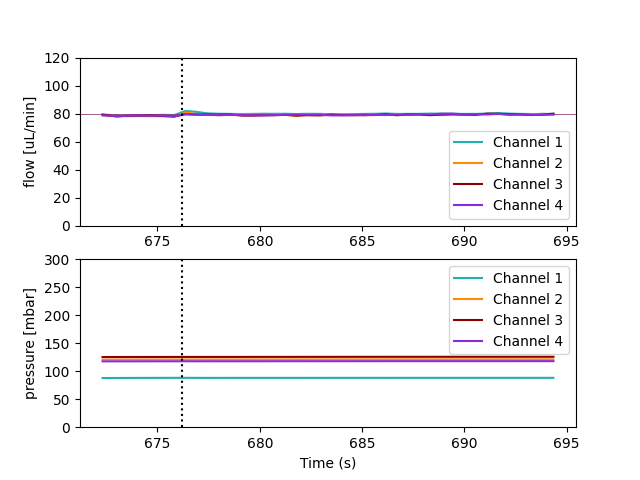 120
100
80
60
40
20
0
flow [uL/min]
Channel 1
Channel 2
Channel 3
Channel 4
675 680 685 690 695
300
250
200
150
100
50
0
pressure [mbar]
Channel 1
Channel 2
Channel 3
Channel 4
675 680 685 690 695
Time (s)